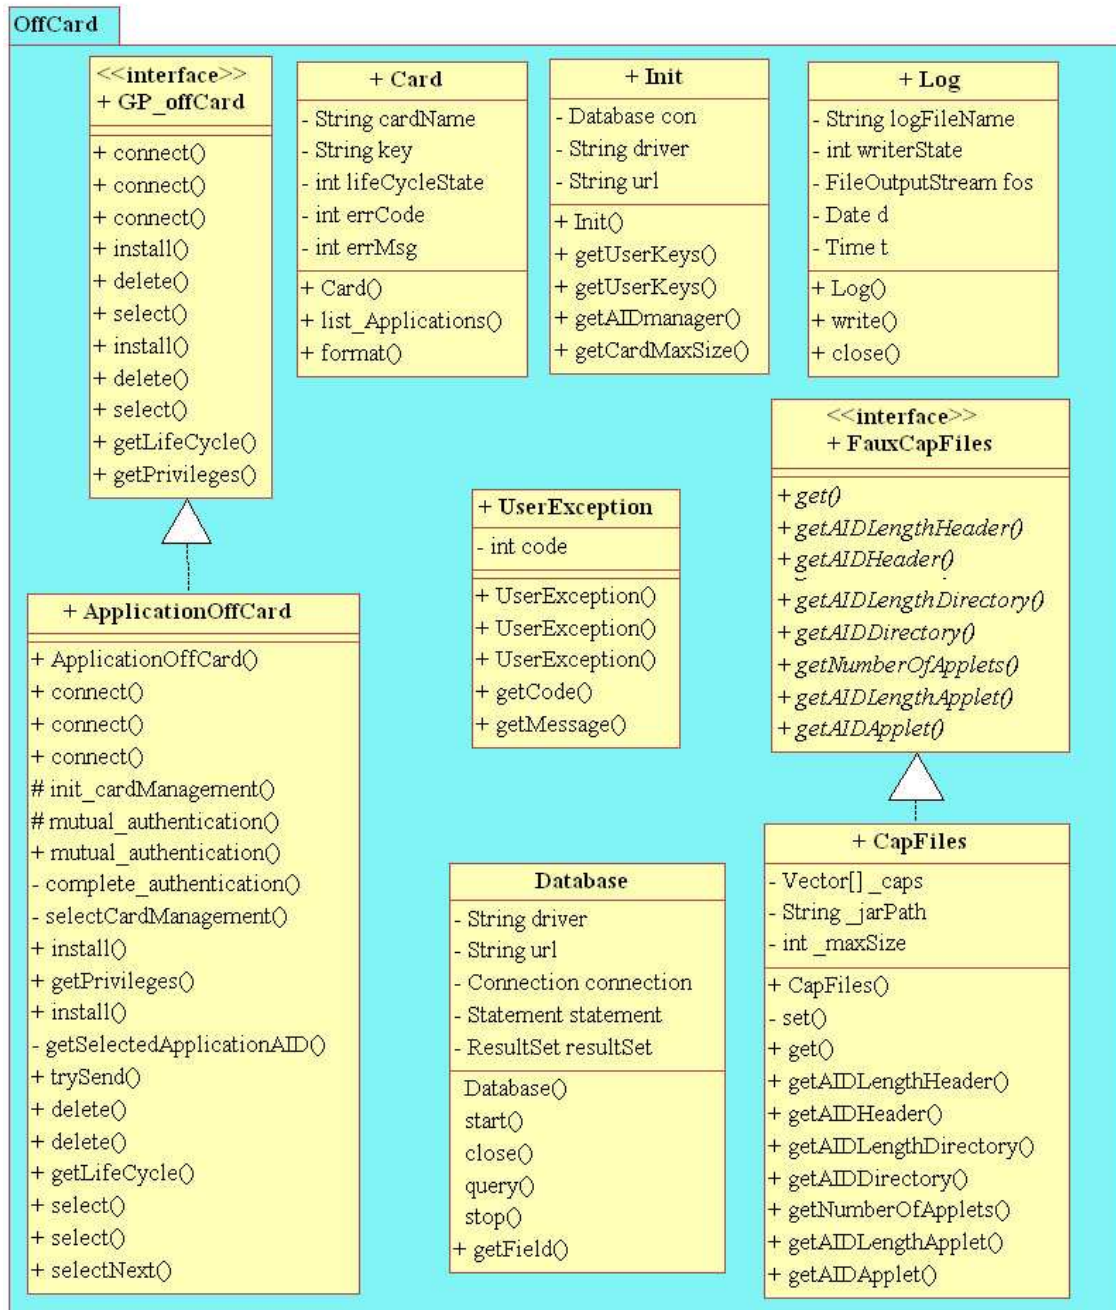 OffCard
<<interface>>
+ GP_offCard
+ connect()
+ connect()
+ connect()
+ install()
+ delete()
+ select()
+ install()
+ delete()
+ select()
+ getLifeCycle()
+ getPrivileges()
+ Card
- String cardName
- String key
- int lifeCycleState
- int errCode
- int errMsg
+ Card()
+ list_Applications()
+ format()
+ Init
- Database con
- String driver
- String url
+ Init()
+ getUserKeys()
+ getUserKeys()
+ getAIDmanager()
+ getCardMaxSize()
+ Log
- String logFileName
- int writerState
- FileOutputStream fos
- Date d
- Time t
+ Log()
+ write()
+ close()
<<interface>>
+ FauxCapFiles
+ get()
+ getAIDLengthHeader()
+ getAIDHeader()
+ getAIDLengthDirectory()
+ getAIDDirectory()
+ getNumberOfApplets()
+ getAIDLengthApplet()
+ getAIDApplet()
+ UserException
- int code
+ UserException()
+ UserException()
+ UserException()
+ getCode()
+ getMessage()
+ ApplicationOffCard
+ ApplicationOffCard()
+ connect()
+ connect()
+ connect()
# init_cardManagement()
# mutual_authentication()
+ mutual_authentication()
- complete_authentication()
- selectCardManagement()
+ install()
+ getPrivileges()
+ install()
- getSelectedApplicationAID()
+ trySend()
+ delete()
+ delete()
+ getLifeCycle()
+ select()
+ select()
+ selectNext()
Database
- String driver
- String url
- Connection connection
- Statement statement
- ResultSet resultSet
Database()
start()
close()
query()
stop()
+ getField()
+ CapFiles
- Vector[] _caps
- String _jarPath
- int _maxSize
+ CapFiles()
- set()
+ get()
+ getAIDLengthHeader()
+ getAIDHeader()
+ getAIDLengthDirectory()
+ getAIDDirectory()
+ getNumberOfApplets()
+ getAIDLengthApplet()
+ getAIDApplet()